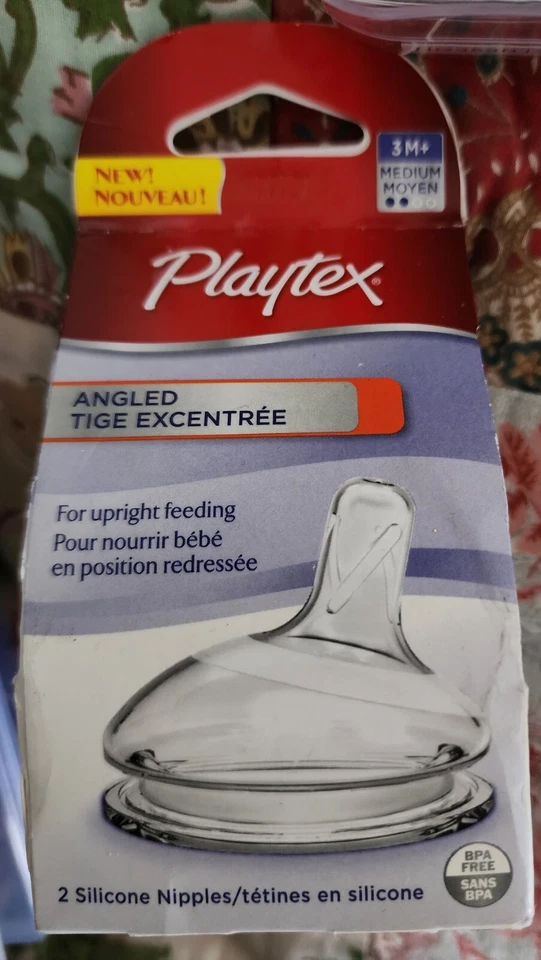 NEW!
NOUVEAU!
3M+
MEDIUM
MOYEN
Playtex®
ANGLED
TIGE EXCENTRÉE
For upright feeding
Pour nourrir bébé
en position redressée
BPA
FREE
SANS
BPA
2 Silicone Nipples/tétines en silicone